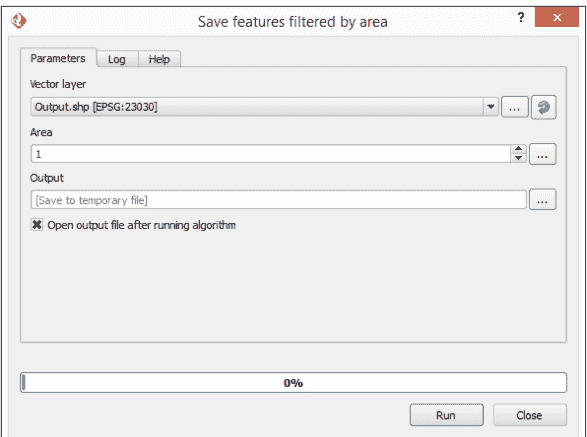 Save features filtered by area
?
Parameters Log Help
Vector layer
Output.shp [EPSG:23030]
...
Area
1
...
Output
[Save to temporary file]
...
Open output file after running algorithm
0%
Run Close